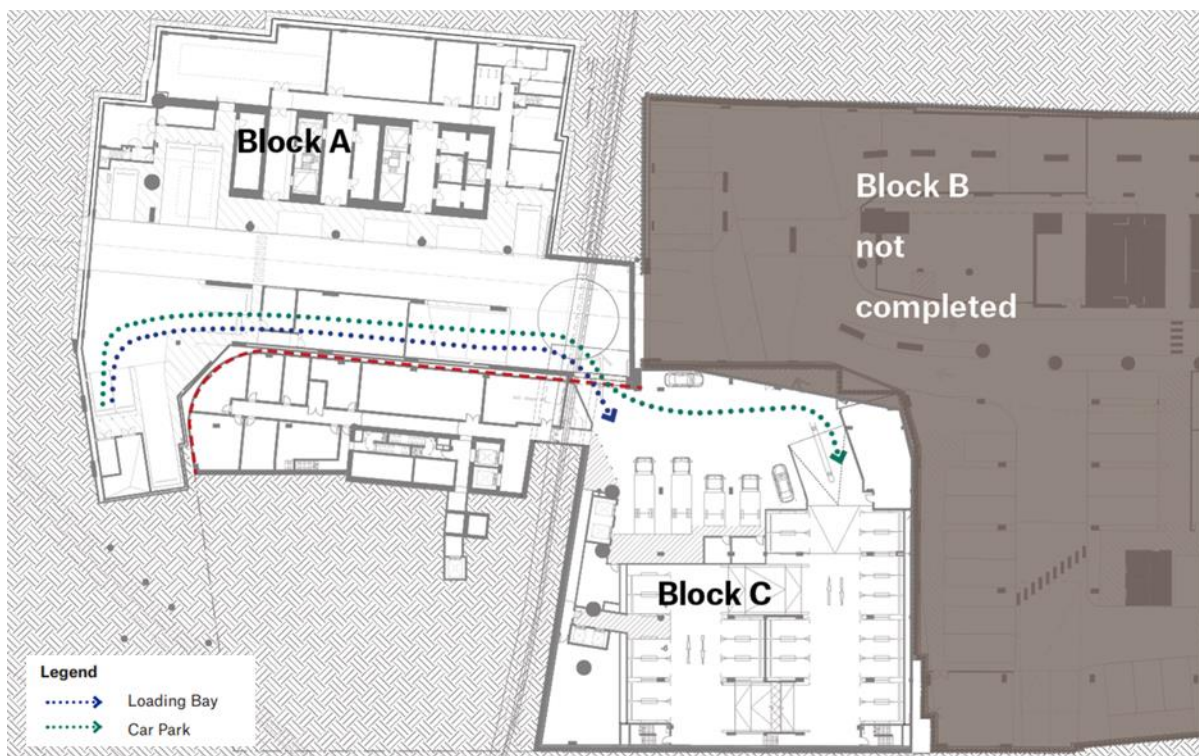 Block A
Block B
not
completed
Block C
Legend
Loading Bay
Car Park